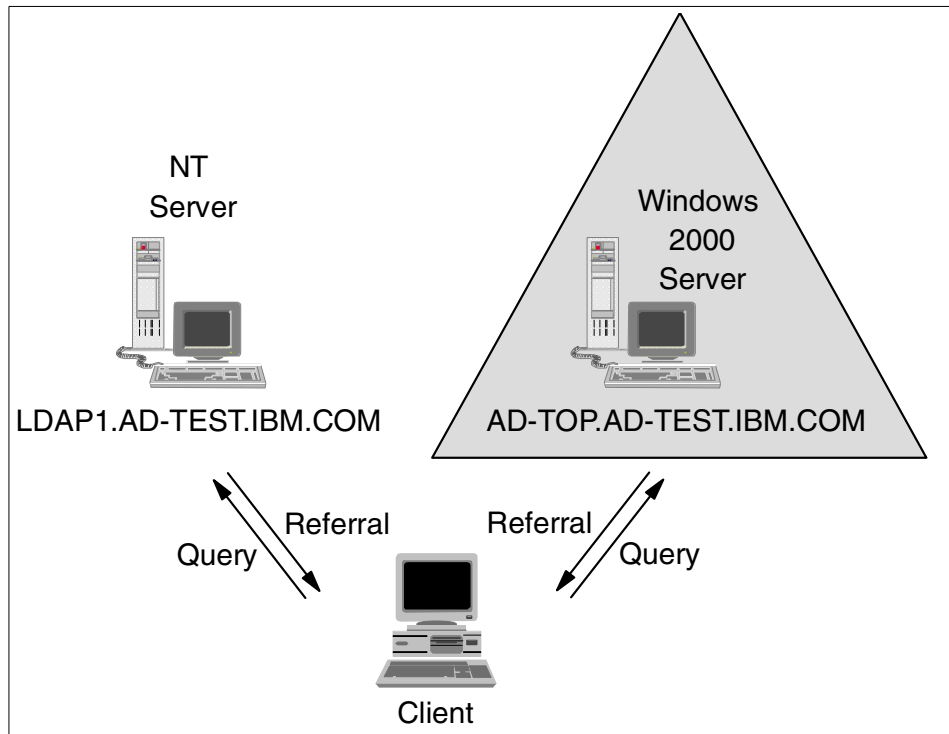 NT
Server
Windows
2000
Server
LDAP1.AD-TEST.IBM.COM
AD-TOP.AD-TEST.IBM.COM
Referral
Query
Referral
Query
Client